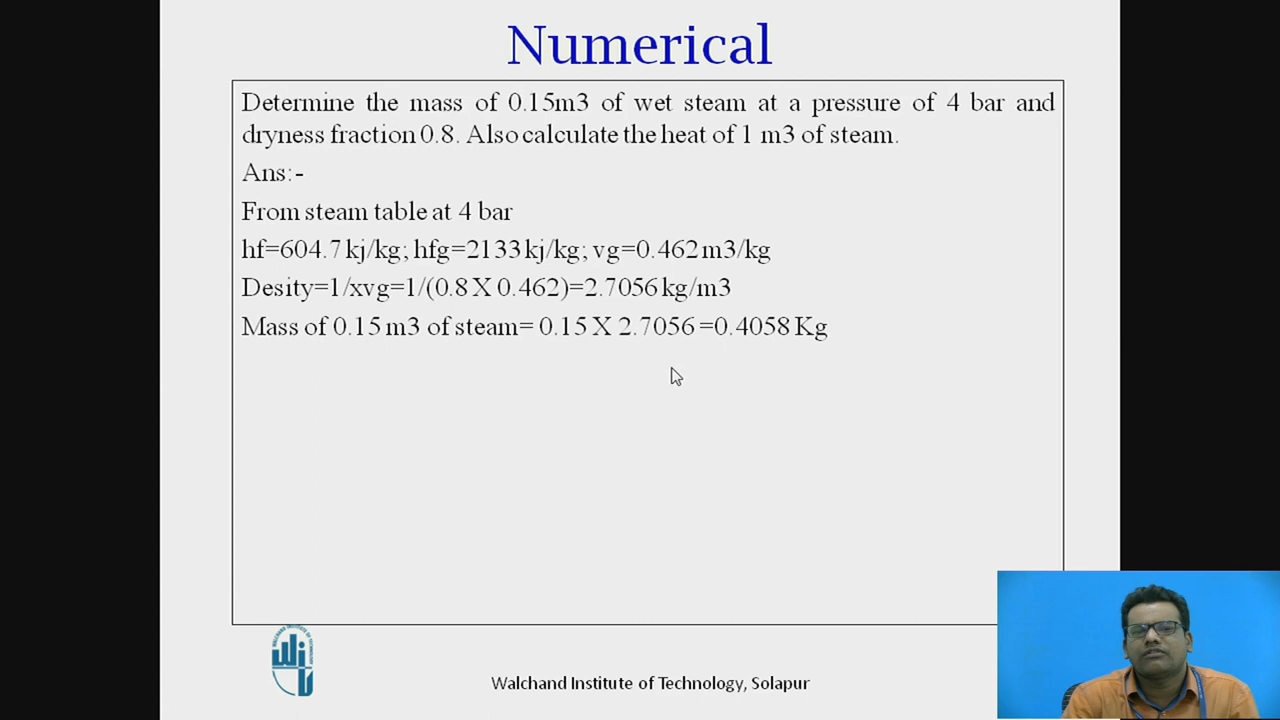 Numerical
Determine the mass of 0.15m3 of wet steam at a pressure of 4 bar and
dryness fraction 0.8. Also calculate the heat of 1 m3 of steam.
Ans:-
From steam table at 4 bar
hf=604.7 kj/kg; hfg=2133 kj/kg; vg=0.462 m3/kg
Desity=1/xvg=1/(0.8 X 0.462)=2.7056 kg/m3
Mass of 0.15 m3 of steam= 0.15 X 2.7056 =0.4058 Kg
Walchand Institute of Technology, Solapur